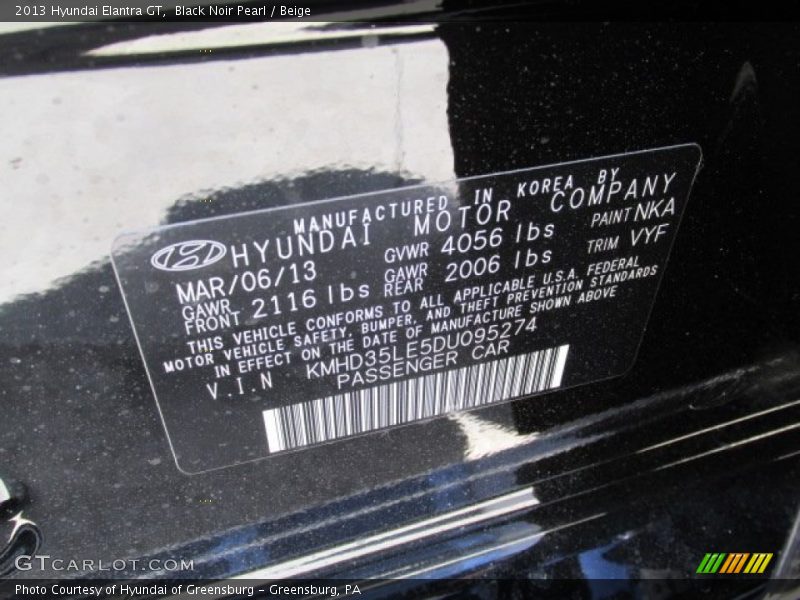 2013 Hyundai Elantra GT, Black Noir Pearl / Beige
MANUFACTURED IN KOREA BY
HYUNDAI MOTOR COMPANY
MAR/06/13 GVWR 4056 lbs PAINT NKA
GAWR FRONT 2116 lbs GAWR REAR 2006 lbs TRIM VYF
THIS VEHICLE CONFORMS TO ALL APPLICABLE U.S.A. FEDERAL
MOTOR VEHICLE SAFETY, BUMPER, AND THEFT PREVENTION STANDARDS
IN EFFECT ON THE DATE OF MANUFACTURE SHOWN ABOVE
V.I N KMHD35LE5DU095274
PASSENGER CAR
GTCARLOT.COM
Photo Courtesy of Hyundai of Greensburg - Greensburg, PA